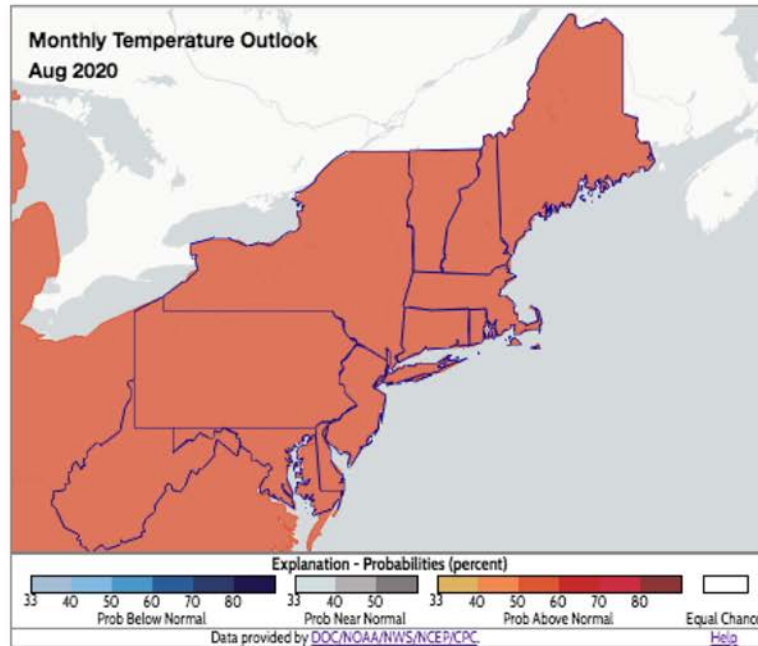 Monthly Temperature Outlook
Aug 2020
Explanation - Probabilities (percent)
33 40 50 60 70 80 33 40 50 33 40 50 60 70 80
Prob Below Normal Prob Near Normal Prob Above Normal Equal Chance
Data provided by DOC/NOAA/NWS/NCEP/CPC. Help